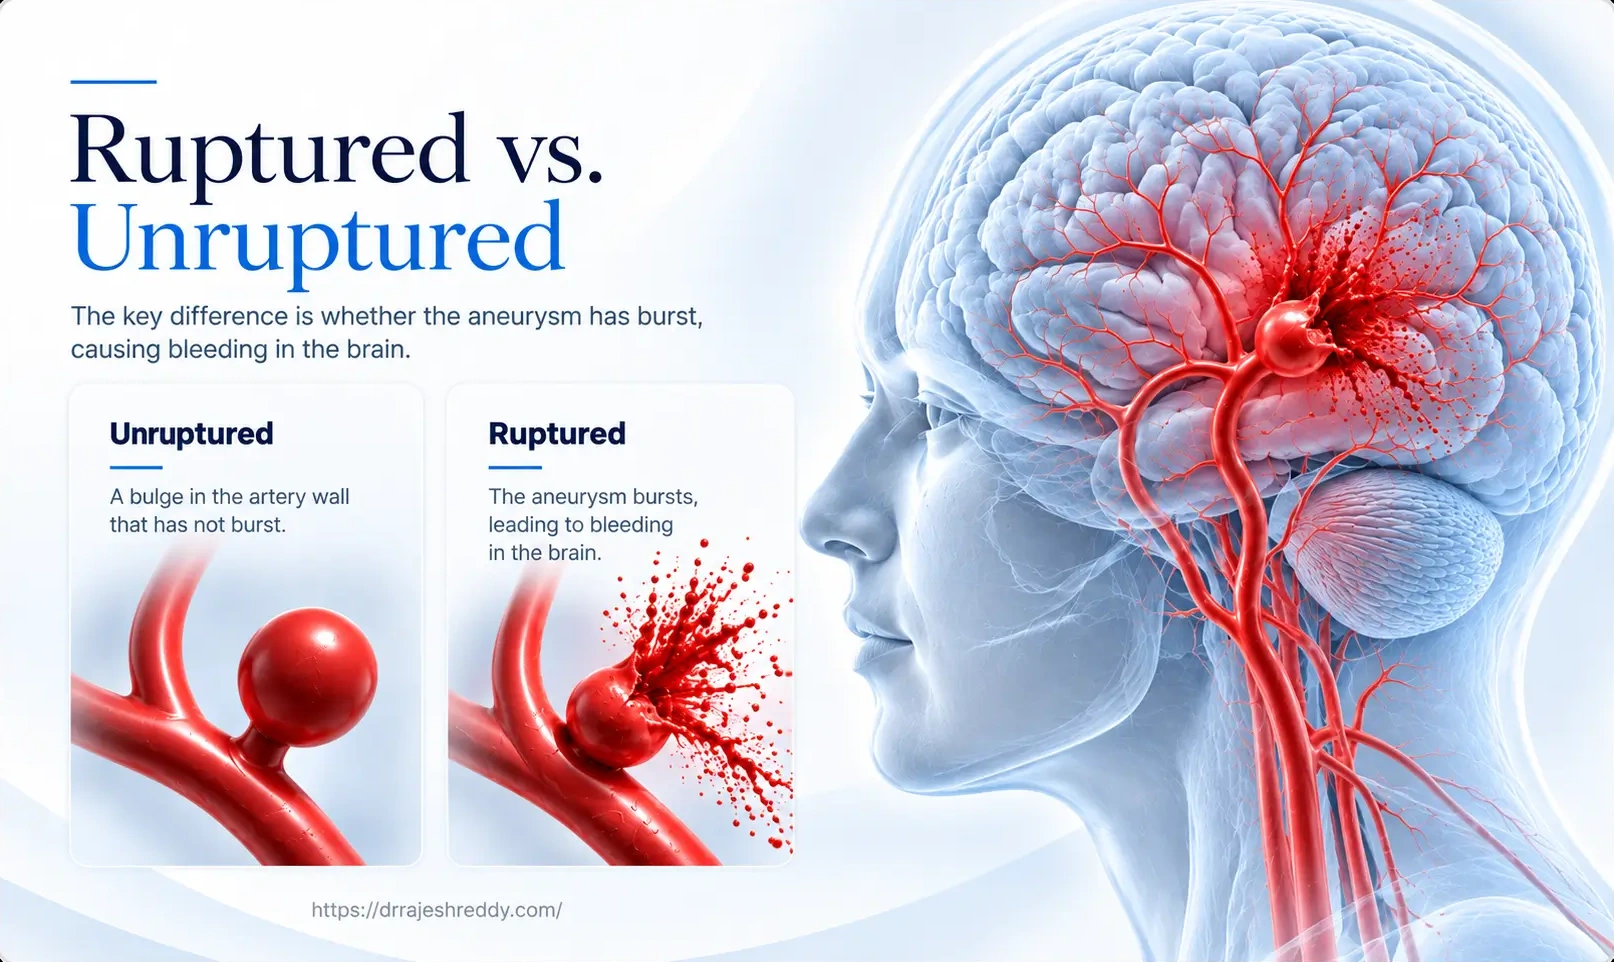 Ruptured vs.
Unruptured
The key difference is whether the aneurysm has burst,
causing bleeding in the brain.
Unruptured
A bulge in the artery wall
that has not burst.
Ruptured
The aneurysm bursts,
leading to bleeding
in the brain.
https://drrajeshreddy.com/